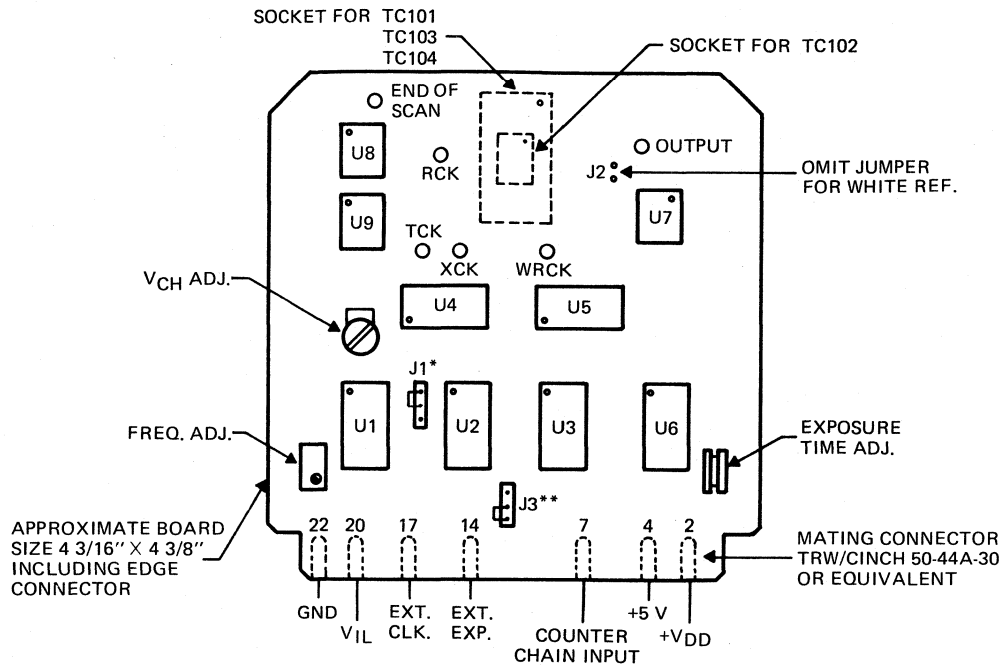 SOCKET FOR TC101
TC103
TC104
SOCKET FOR TC102
END OF
SCAN
U8
RCK
OUTPUT
J2
OMIT JUMPER
FOR WHITE REF.
U9
U7
TCK
XCK
WRCK
VCH ADJ.
U4
U5
J1*
U1
U2
U3
U6
FREQ. ADJ.
EXPOSURE
TIME ADJ.
J3**
APPROXIMATE BOARD
SIZE 4 3/16" X 4 3/8"
INCLUDING EDGE
CONNECTOR
22 20 17 14 7 4 2
MATING CONNECTOR
TRW/CINCH 50-44A-30
OR EQUIVALENT
GND
VIL
EXT.
CLK.
EXT.
EXP.
COUNTER
CHAIN INPUT
+5 V
+VDD